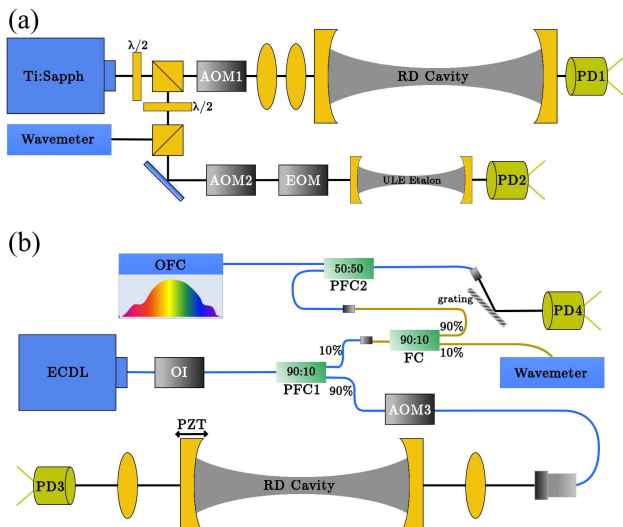 (a)
λ/2
Ti:Sapph
AOM1
RD Cavity
PD1
λ/2
Wavemeter
AOM2
EOM
ULE Etalon
PD2
(b)
OFC
50:50
PFC2
grating
PD4
90%
10%
90:10
FC
10%
ECDL
OI
90:10
PFC1
90%
Wavemeter
AOM3
PZT
PD3
RD Cavity